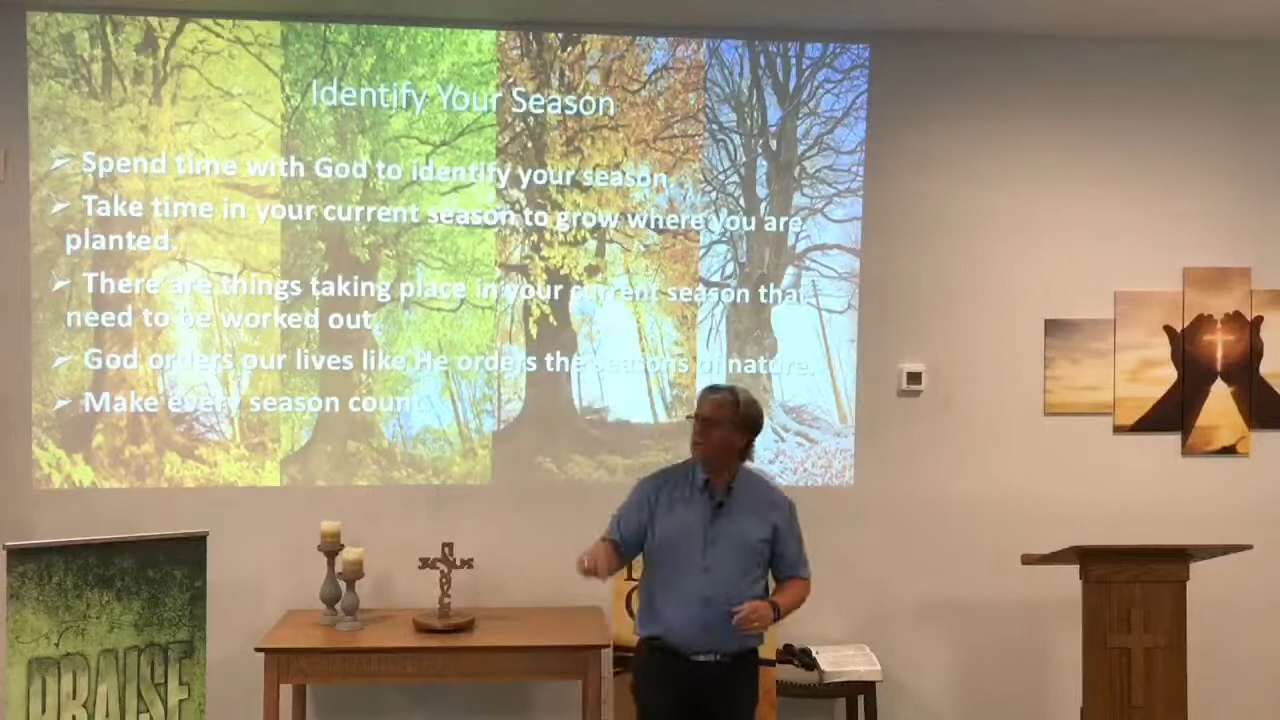 Identify Your Season
➢ Spend time with God to identify your season.
➢ Take time in your current season to grow where you are
planted.
➢ There are things taking place in your current season that
need to be worked out.
➢ God orders our lives like He orders the seasons of nature.
➢ Make every season count.
JESUS
PRAISE